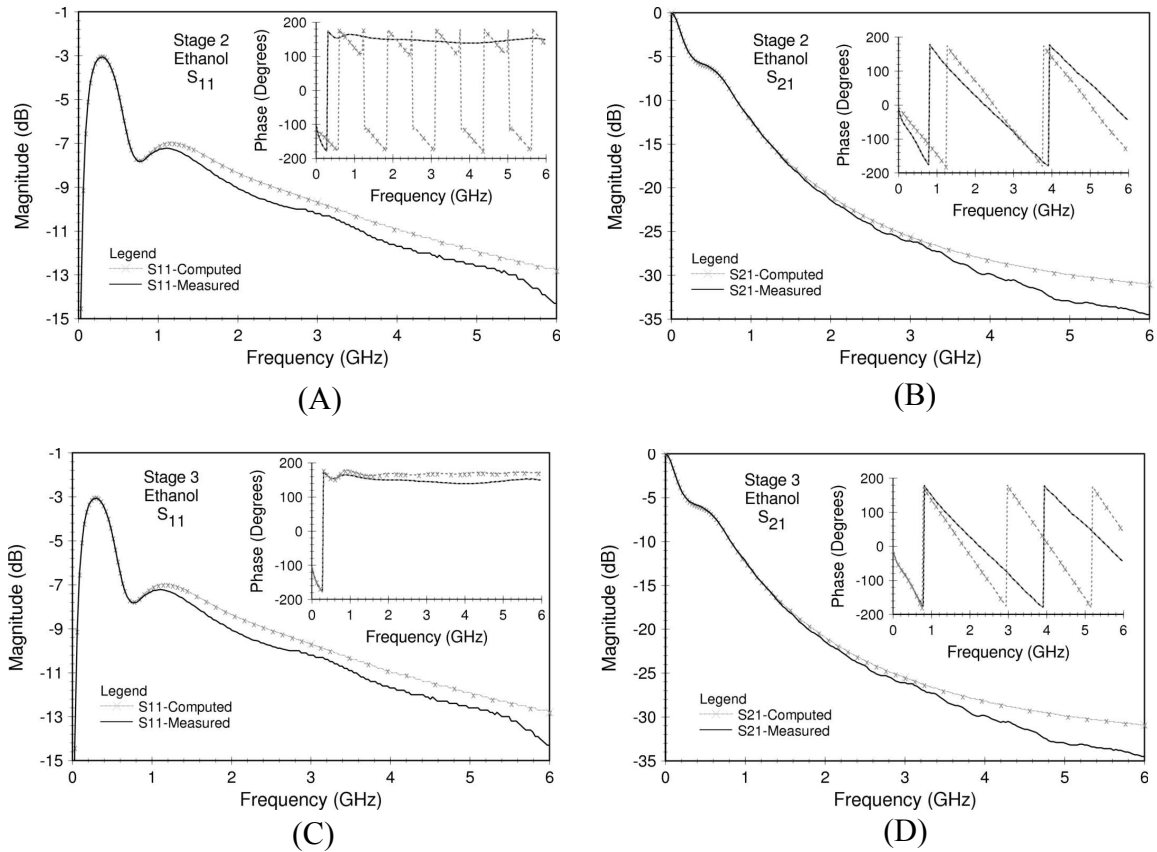 Stage 2
Ethanol
S11
Magnitude (dB)
-1
-3
-5
-7
-9
-11
-13
-15
0 1 2 3 4 5 6
Frequency (GHz)
Phase (Degrees)
200
100
0
-100
-200
0 1 2 3 4 5 6
Frequency (GHz)
Legend
S11-Computed
S11-Measured
(A)
Stage 2
Ethanol
S21
Magnitude (dB)
0
-5
-10
-15
-20
-25
-30
-35
0 1 2 3 4 5 6
Frequency (GHz)
Phase (Degrees)
200
100
0
-100
-200
0 1 2 3 4 5 6
Frequency (GHz)
Legend
S21-Computed
S21-Measured
(B)
Stage 3
Ethanol
S11
Magnitude (dB)
-1
-3
-5
-7
-9
-11
-13
-15
0 1 2 3 4 5 6
Frequency (GHz)
Phase (Degrees)
200
100
0
-100
-200
0 1 2 3 4 5 6
Frequency (GHz)
Legend
S11-Computed
S11-Measured
(C)
Stage 3
Ethanol
S21
Magnitude (dB)
0
-5
-10
-15
-20
-25
-30
-35
0 1 2 3 4 5 6
Frequency (GHz)
Phase (Degrees)
200
100
0
-100
-200
0 1 2 3 4 5 6
Frequency (GHz)
Legend
S21-Computed
S21-Measured
(D)